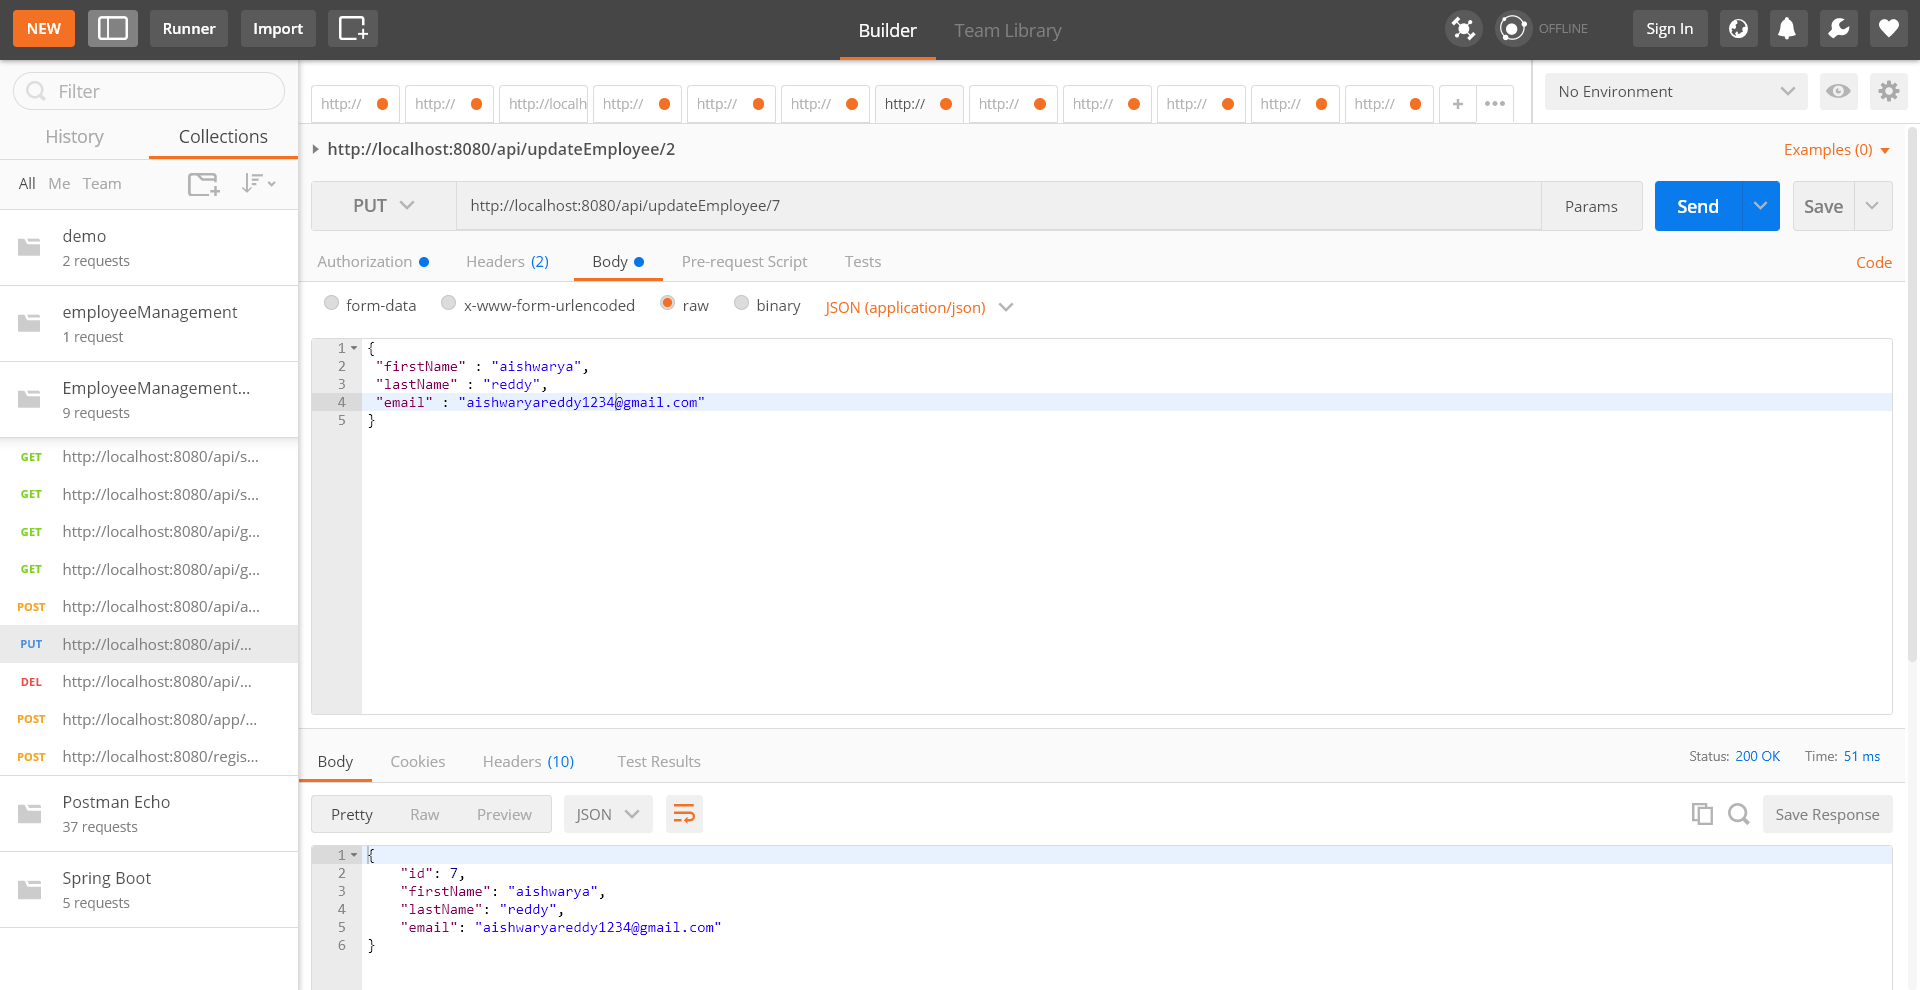 NEW
Runner
Import
Builder
Team Library
OFFLINE
Sign In
Filter
History
Collections
All Me Team
demo
2 requests
employeeManagement
1 request
EmployeeManagement...
9 requests
GET http://localhost:8080/api/s...
GET http://localhost:8080/api/s...
GET http://localhost:8080/api/g...
GET http://localhost:8080/api/g...
POST http://localhost:8080/api/a...
PUT http://localhost:8080/api/...
DEL http://localhost:8080/api/...
POST http://localhost:8080/app/...
POST http://localhost:8080/regis...
Postman Echo
37 requests
Spring Boot
5 requests
http:// http:// http://localh http:// http:// http:// http:// http:// http:// http:// http:// http:// + •••
No Environment
http://localhost:8080/api/updateEmployee/2
Examples (0)
PUT http://localhost:8080/api/updateEmployee/7 Params Send Save
Authorization Headers (2) Body Pre-request Script Tests Code
form-data x-www-form-urlencoded raw binary JSON (application/json)
1 {
2 "firstName" : "aishwarya",
3 "lastName" : "reddy",
4 "email" : "aishwaryareddy1234@gmail.com"
5 }
Body Cookies Headers (10) Test Results Status: 200 OK Time: 51 ms
Pretty Raw Preview JSON Save Response
1 {
2 "id": 7,
3 "firstName": "aishwarya",
4 "lastName": "reddy",
5 "email": "aishwaryareddy1234@gmail.com"
6 }